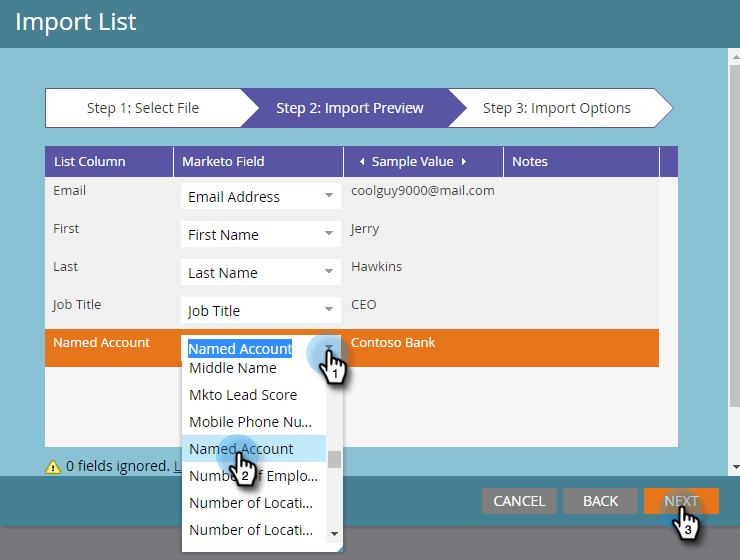 Import List
Step 1: Select File Step 2: Import Preview Step 3: Import Options
List Column Marketo Field Sample Value Notes
Email Email Address coolguy9000@mail.com
First First Name Jerry
Last Last Name Hawkins
Job Title Job Title CEO
Named Account Named Account Contoso Bank
1
Middle Name
Mkto Lead Score
Mobile Phone Nu...
Named Account
0 fields ignored. L
2
Number of Emplo...
Number of Locati...
Number of Locati...
CANCEL BACK NEXT
3